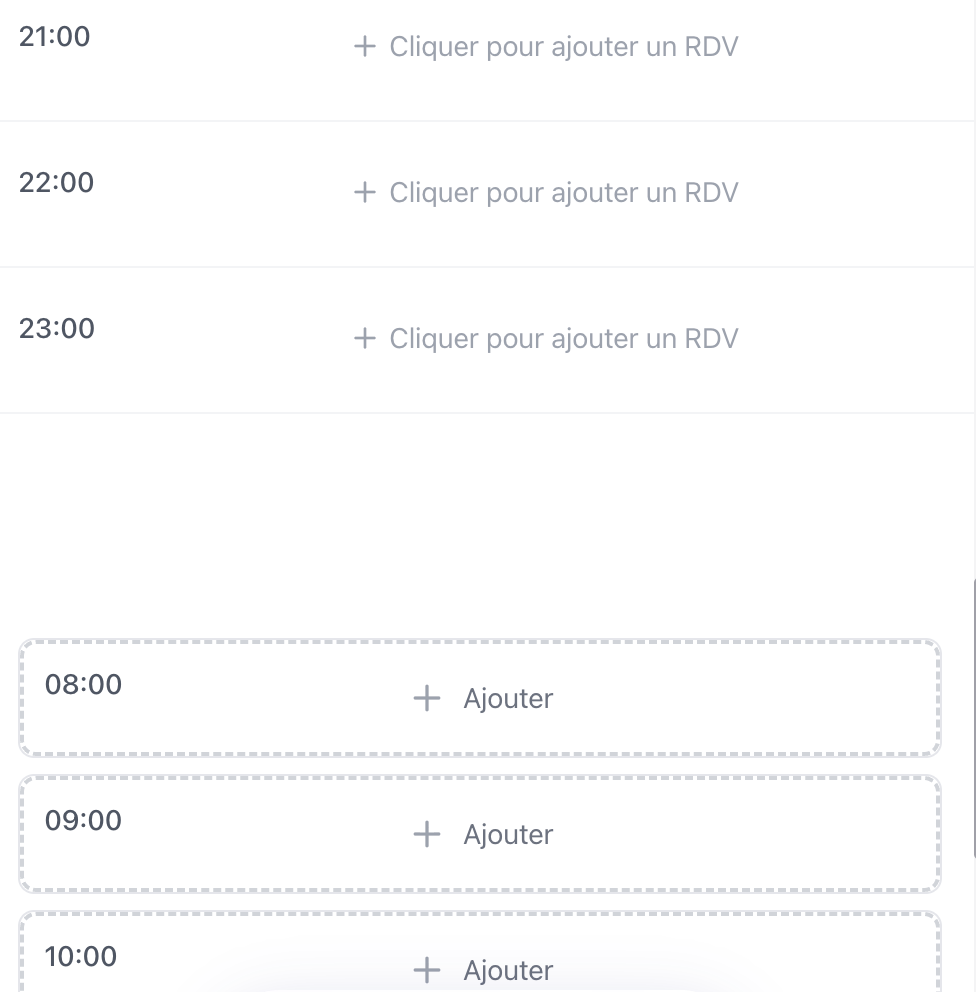 21:00 + Cliquer pour ajouter un RDV
22:00 + Cliquer pour ajouter un RDV
23:00 + Cliquer pour ajouter un RDV
08:00 + Ajouter
09:00 + Ajouter
10:00 + Ajouter